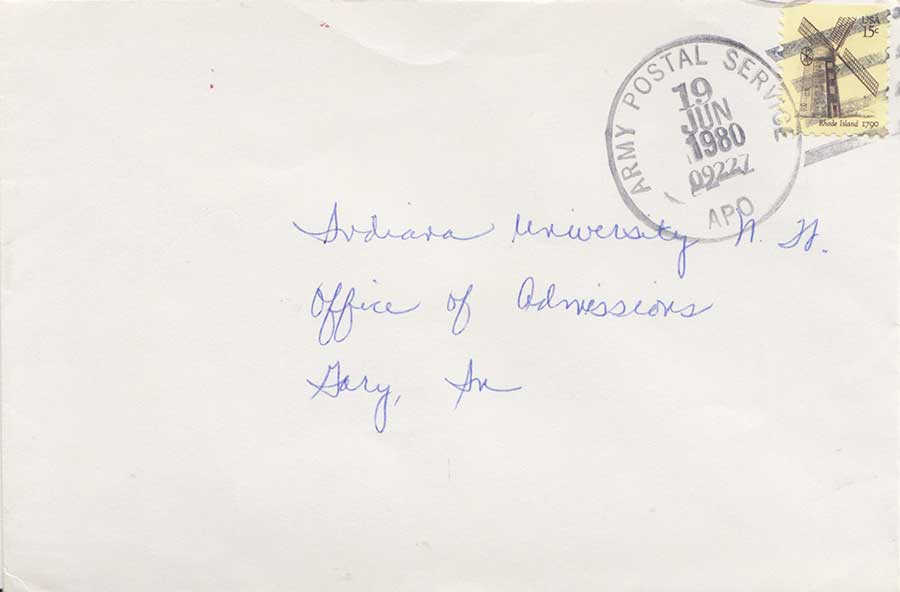 USA
15c
Rhode Island 1790
ARMY POSTAL SERVICE
19
JUN
1980
09227
APO
Indiana University N. W.
Office of Admissions
Gary, In